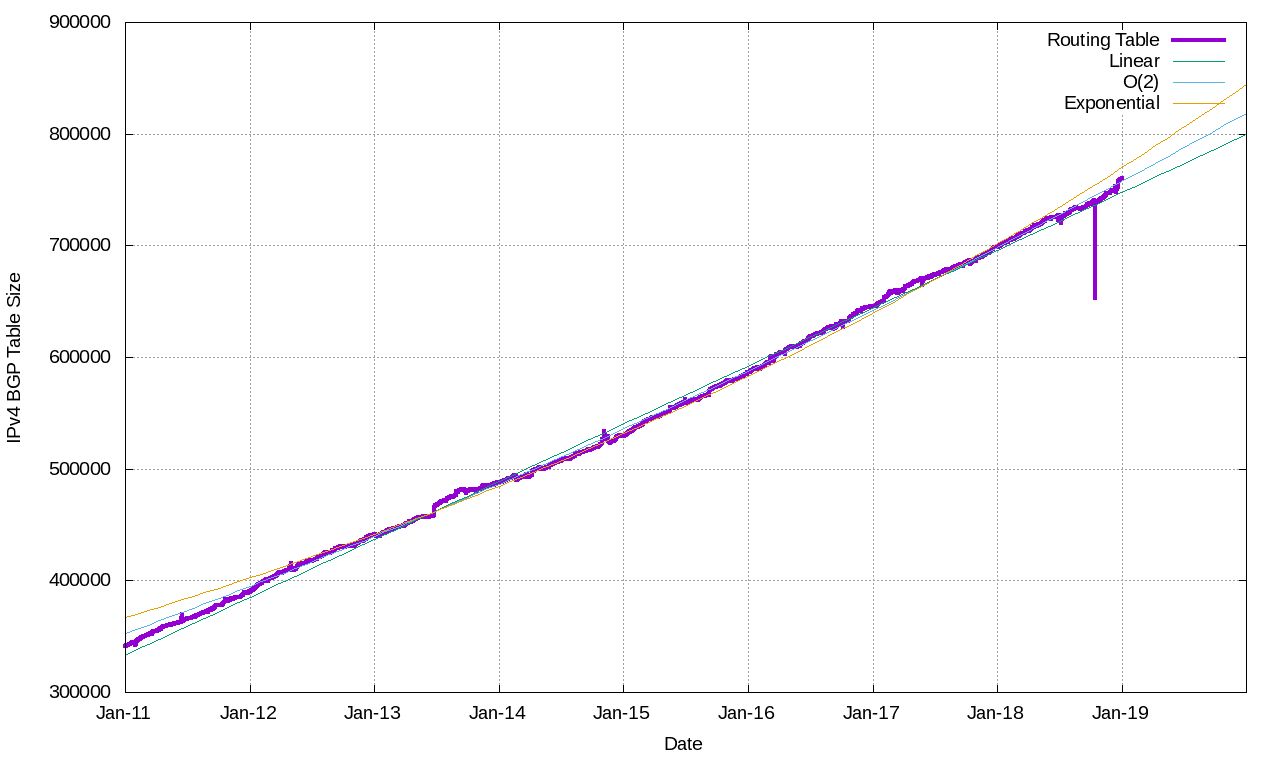 900000
800000
700000
600000
500000
400000
300000
IPv4 BGP Table Size
Routing Table
Linear
O(2)
Exponential
Jan-11 Jan-12 Jan-13 Jan-14 Jan-15 Jan-16 Jan-17 Jan-18 Jan-19
Date